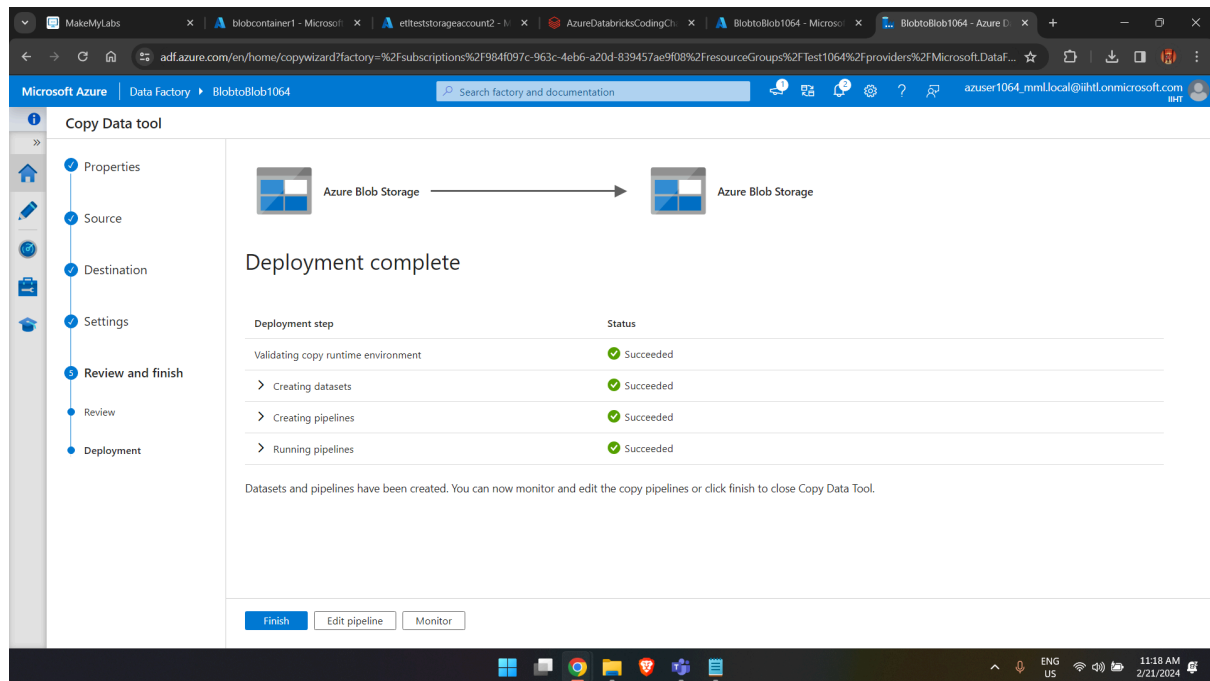 MakeMyLabs
blobcontainer1 - Microsoft
etlteststorageaccount2 - M
AzureDatabricksCodingCh
BlobtoBlob1064 - Microso
BlobtoBlob1064 - Azure D
adf.azure.com/en/home/copywizard?factory=%2Fsubscriptions%2F984f097c-963c-4eb6-a20d-839457ae9f08%2FresourceGroups%2FTest1064%2Fproviders%2FMicrosoft.DataF...
Microsoft Azure
Data Factory
BlobtoBlob1064
Search factory and documentation
1
2
azuser1064_mml.local@iihtl.onmicrosoft.com
IIHT
Copy Data tool
Properties
Source
Destination
Settings
5 Review and finish
Review
Deployment
Azure Blob Storage
Azure Blob Storage
Deployment complete
Deployment step Status
Validating copy runtime environment Succeeded
Creating datasets Succeeded
Creating pipelines Succeeded
Running pipelines Succeeded
Datasets and pipelines have been created. You can now monitor and edit the copy pipelines or click finish to close Copy Data Tool.
Finish Edit pipeline Monitor
ENG
US
11:18 AM
2/21/2024